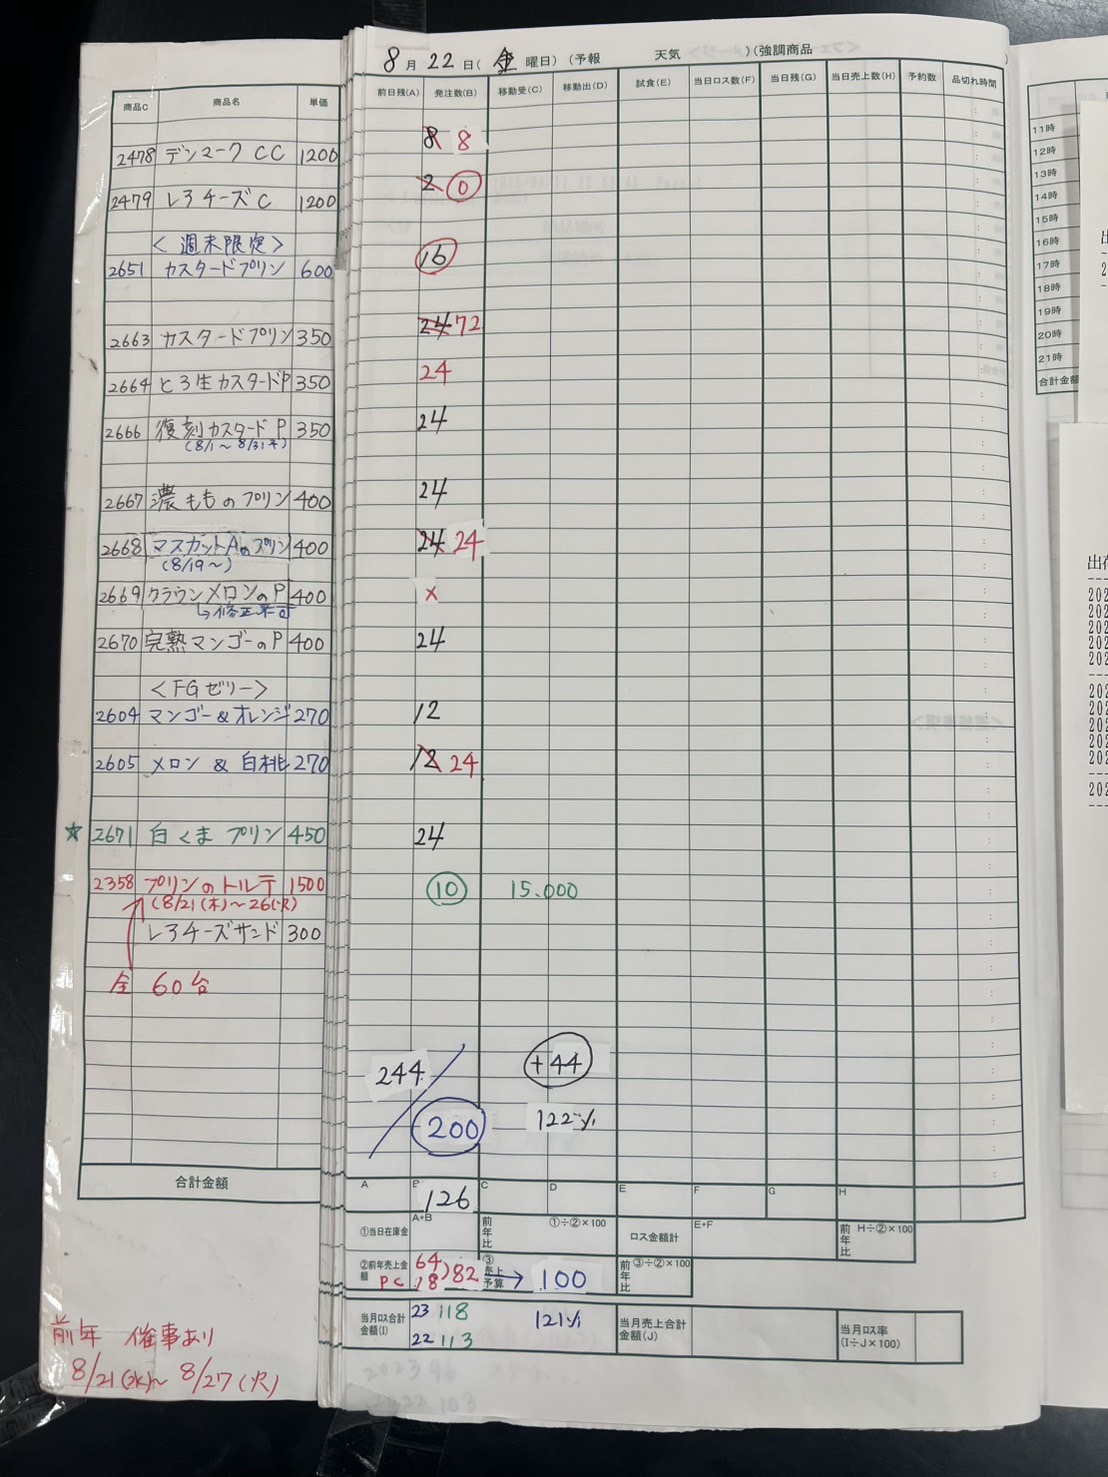 8月22日(金曜日)(予報　天気　)(強調商品
商品C 商品名 単価 前日残(A) 発注数(B) 移動受(C) 移動出(D) 試食(E) 当日ロス数(F) 当日残(G) 当日売上数(H) 予約数 品切れ時間
2478 デンマークCC 1200 8 8
2479 レアチーズC 1200 2 0
<週末限定>
2651 カスタードプリン 600 16
2663 カスタードプリン 350 24 72
2664 とろ生カスタードP 350 24
2666 復刻カスタードP 350 24
(8/1〜8/31まで)
2667 濃もものプリン 400 24
2668 マスカットAのプリン 400 24 24
(8/19〜)
2669 クラウンメロンのP 400 ×
↳修正不可
2670 完熟マンゴーのP 400 24
<FGゼリー>
2604 マンゴー&オレンジ 270 12
2605 メロン & 白桃 270 12 24
☆ 2671 白くまプリン 450 24
2358 プリンのトルテ 1500 10 15.000
(8/21(木)〜26(火)
レアチーズサンド 300
全 60台
244 / 200
+44
122%
合計金額
A B 126 C D E F G H
①当日在庫金 A+B 前年比 ①÷②×100 ロス金額計 E+F 前年比 H÷②×100
②前年売上金額 64 PC 18 )82 ③売上予算 → 100 前年比 ③÷②×100
当月ロス合計金額(I) 23 118 121% 当月売上合計金額(J) 当月ロス率(I÷J×100)
22 113
前年 催事あり
8/21(水)〜8/27(火)
11時
12時
13時
14時
15時
16時
17時
18時
19時
20時
21時
合計金額
出荷
202
202
202
202
202
202
202
202
202
202
202